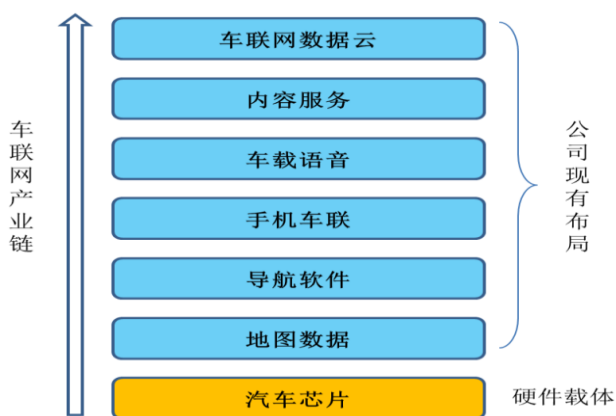 车联网产业链
车联网数据云
内容服务
车载语音
手机车联
导航软件
地图数据
汽车芯片
公司现有布局
硬件载体